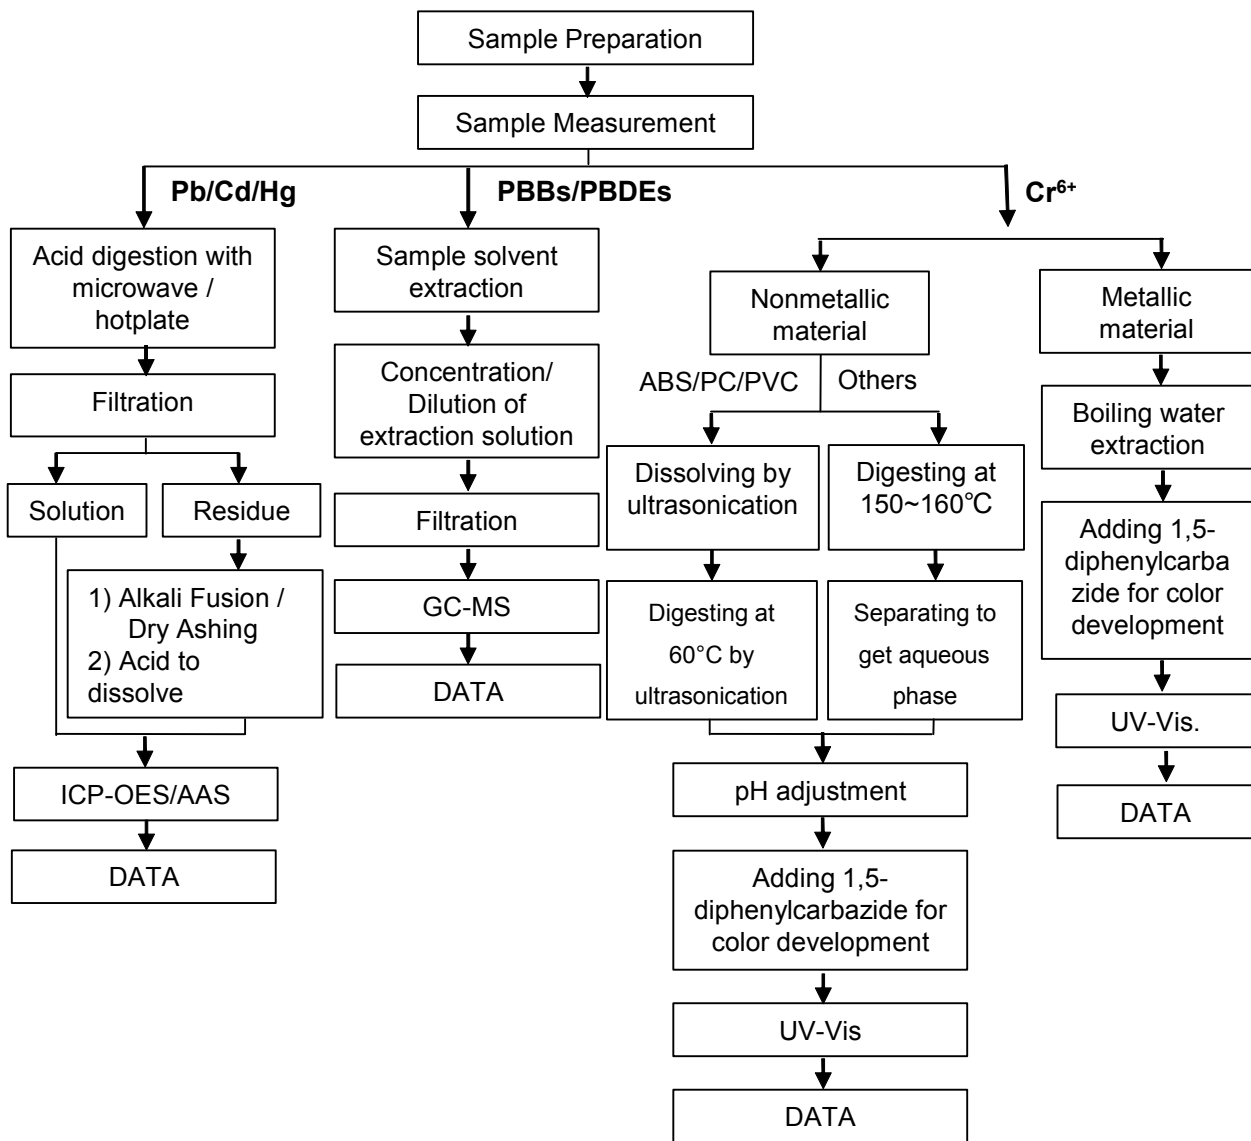 Sample Preparation
Sample Measurement
Pb/Cd/Hg
PBBs/PBDEs
Cr⁶⁺
Acid digestion with
microwave /
hotplate
Filtration
Solution
Residue
1) Alkali Fusion /
Dry Ashing
2) Acid to
dissolve
ICP-OES/AAS
DATA
Sample solvent
extraction
Concentration/
Dilution of
extraction solution
Filtration
GC-MS
DATA
Nonmetallic
material
ABS/PC/PVC
Others
Dissolving by
ultrasonication
Digesting at
60°C by
ultrasonication
Digesting at
150~160℃
Separating to
get aqueous
phase
pH adjustment
Adding 1,5-
diphenylcarbazide for
color development
UV-Vis
DATA
Metallic
material
Boiling water
extraction
Adding 1,5-
diphenylcarba
zide for color
development
UV-Vis.
DATA